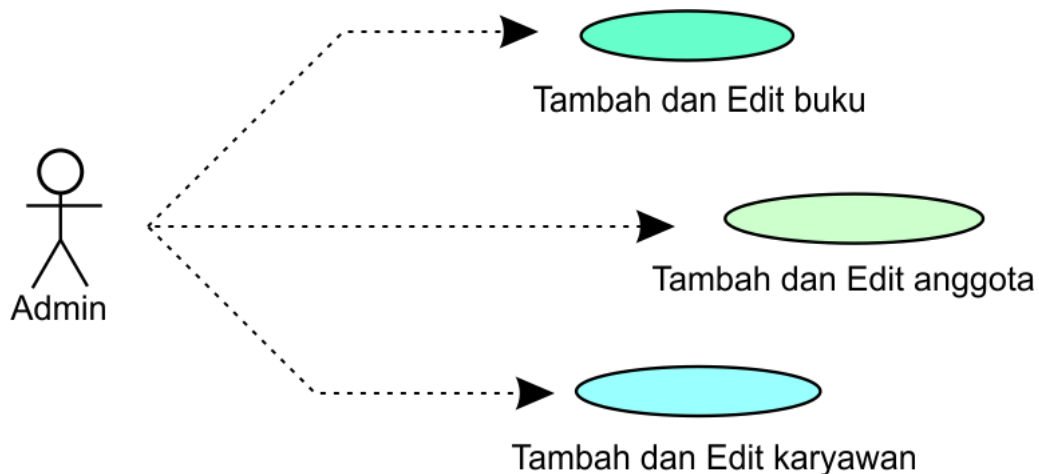 Tambah dan Edit buku
Tambah dan Edit anggota
Admin
Tambah dan Edit karyawan